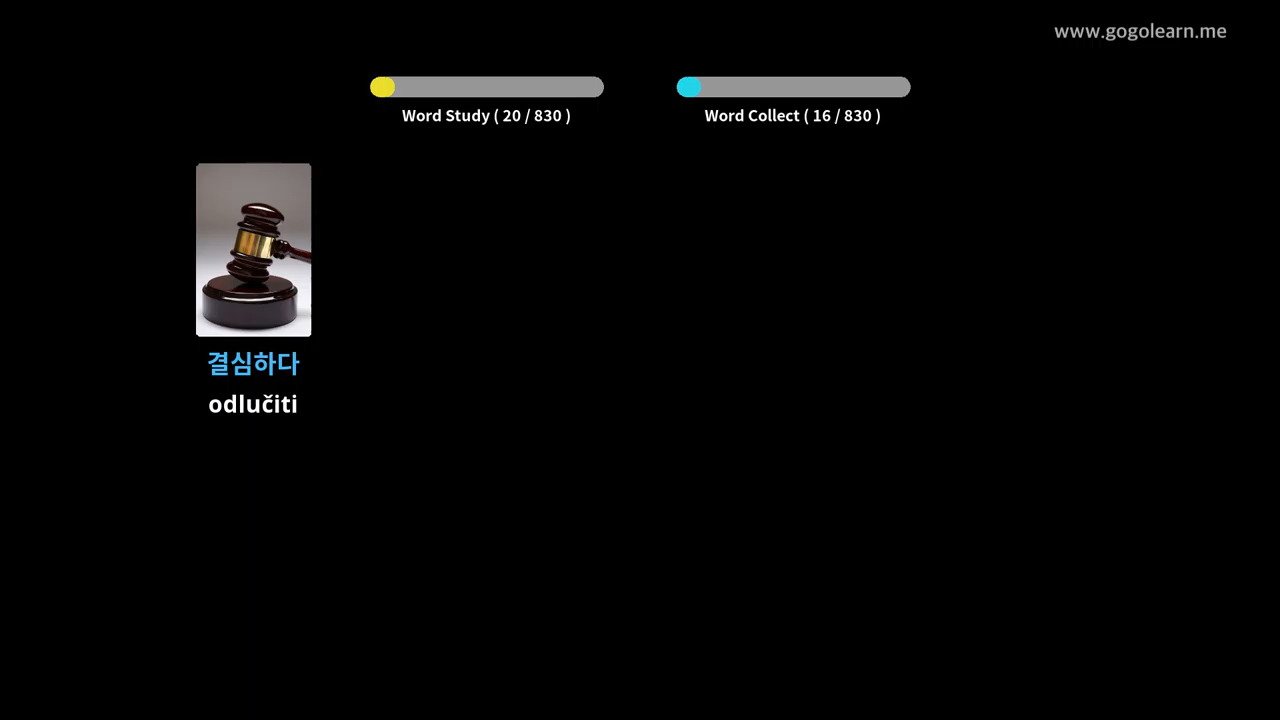 www.gogolearn.me
Word Study ( 20 / 830 )
Word Collect ( 16 / 830 )
결심하다
odlučiti